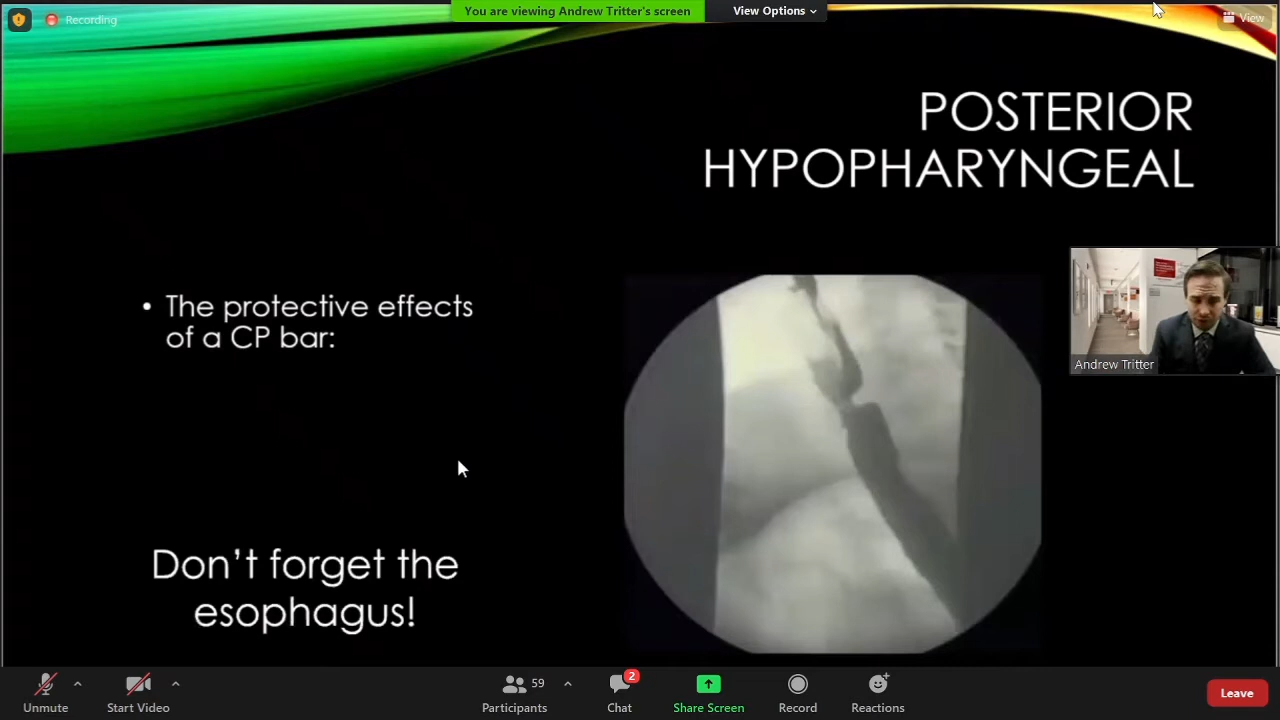 Recording
You are viewing Andrew Tritter's screen
View Options
View
POSTERIOR
HYPOPHARYNGEAL
• The protective effects
of a CP bar:
Andrew Tritter
Don't forget the
esophagus!
Unmute
Start Video
59
Participants
2
Chat
Share Screen
Record
Reactions
Leave